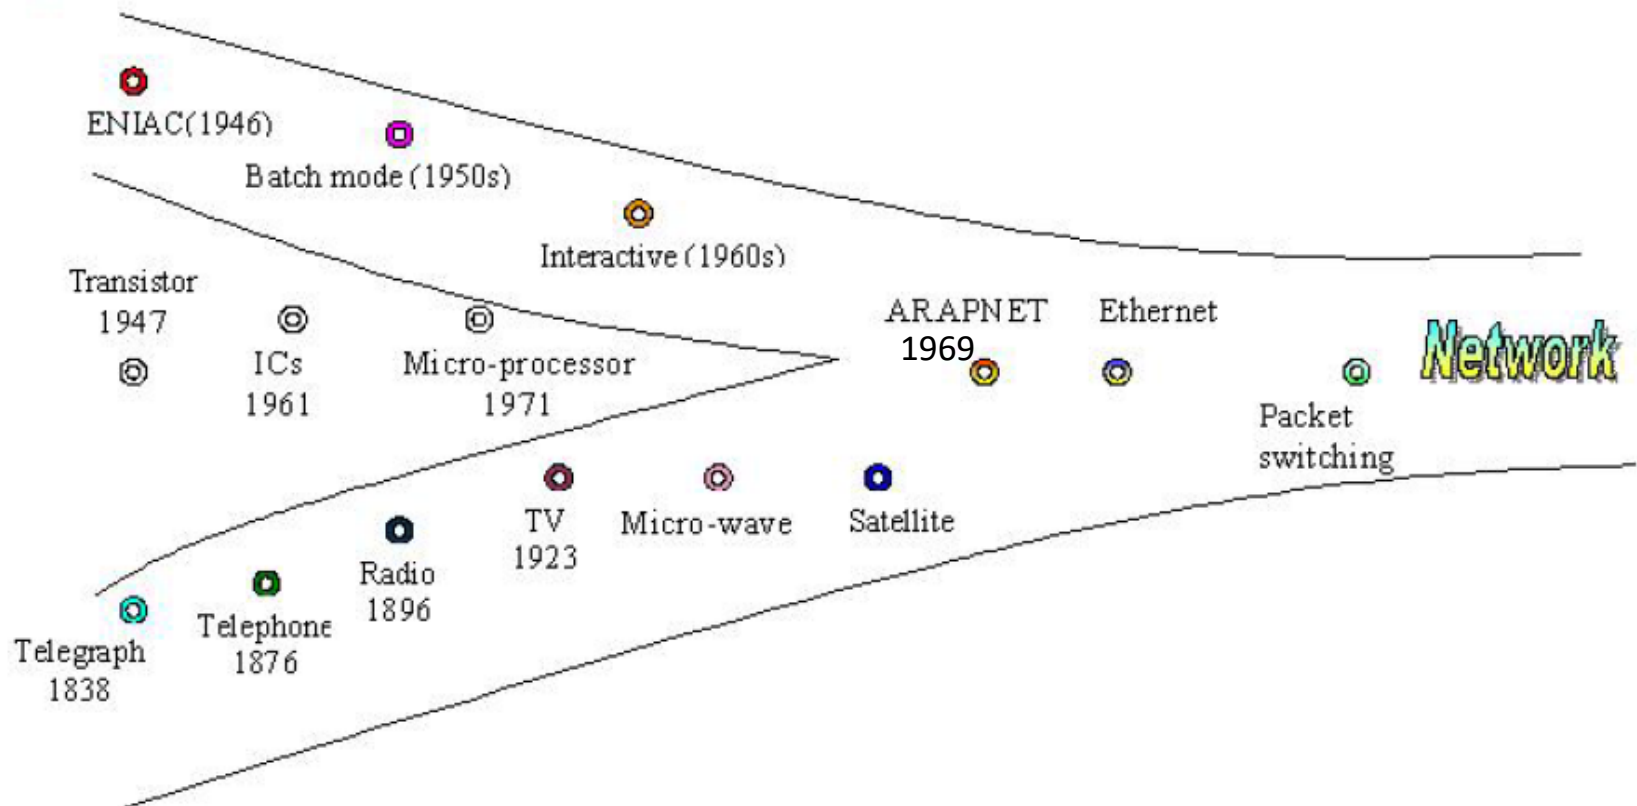 ENIAC(1946)
Batch mode (1950s)
Interactive (1960s)
Transistor
1947
ICs
1961
Micro-processor
1971
ARAPNET
1969
Ethernet
Network
Packet
switching
TV
1923
Micro-wave
Satellite
Radio
1896
Telephone
1876
Telegraph
1838